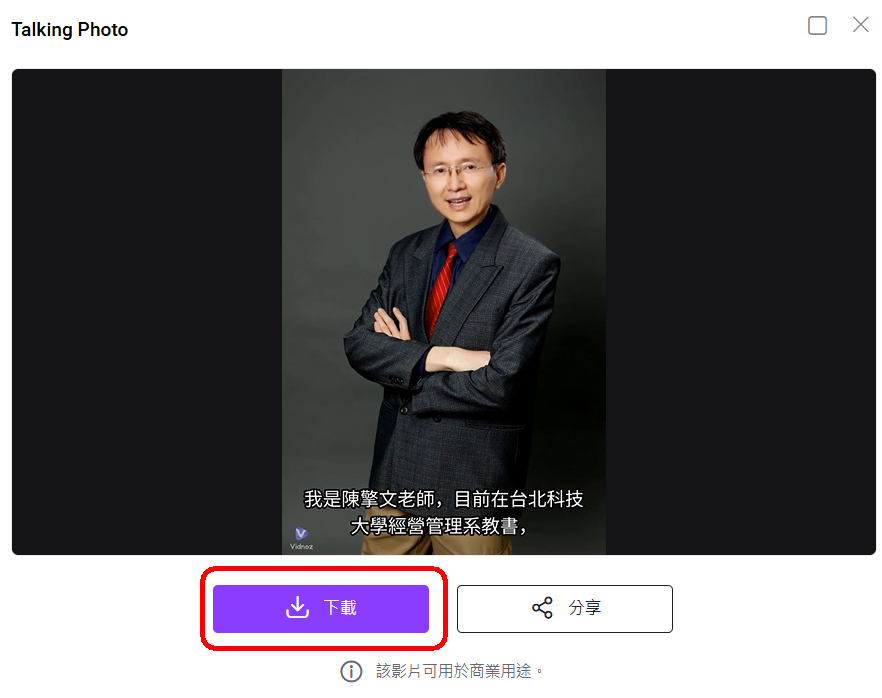 Talking Photo
我是陳擎文老師，目前在台北科技
大學經營管理系教書，
Vidnoz
下載
分享
該影片可用於商業用途。